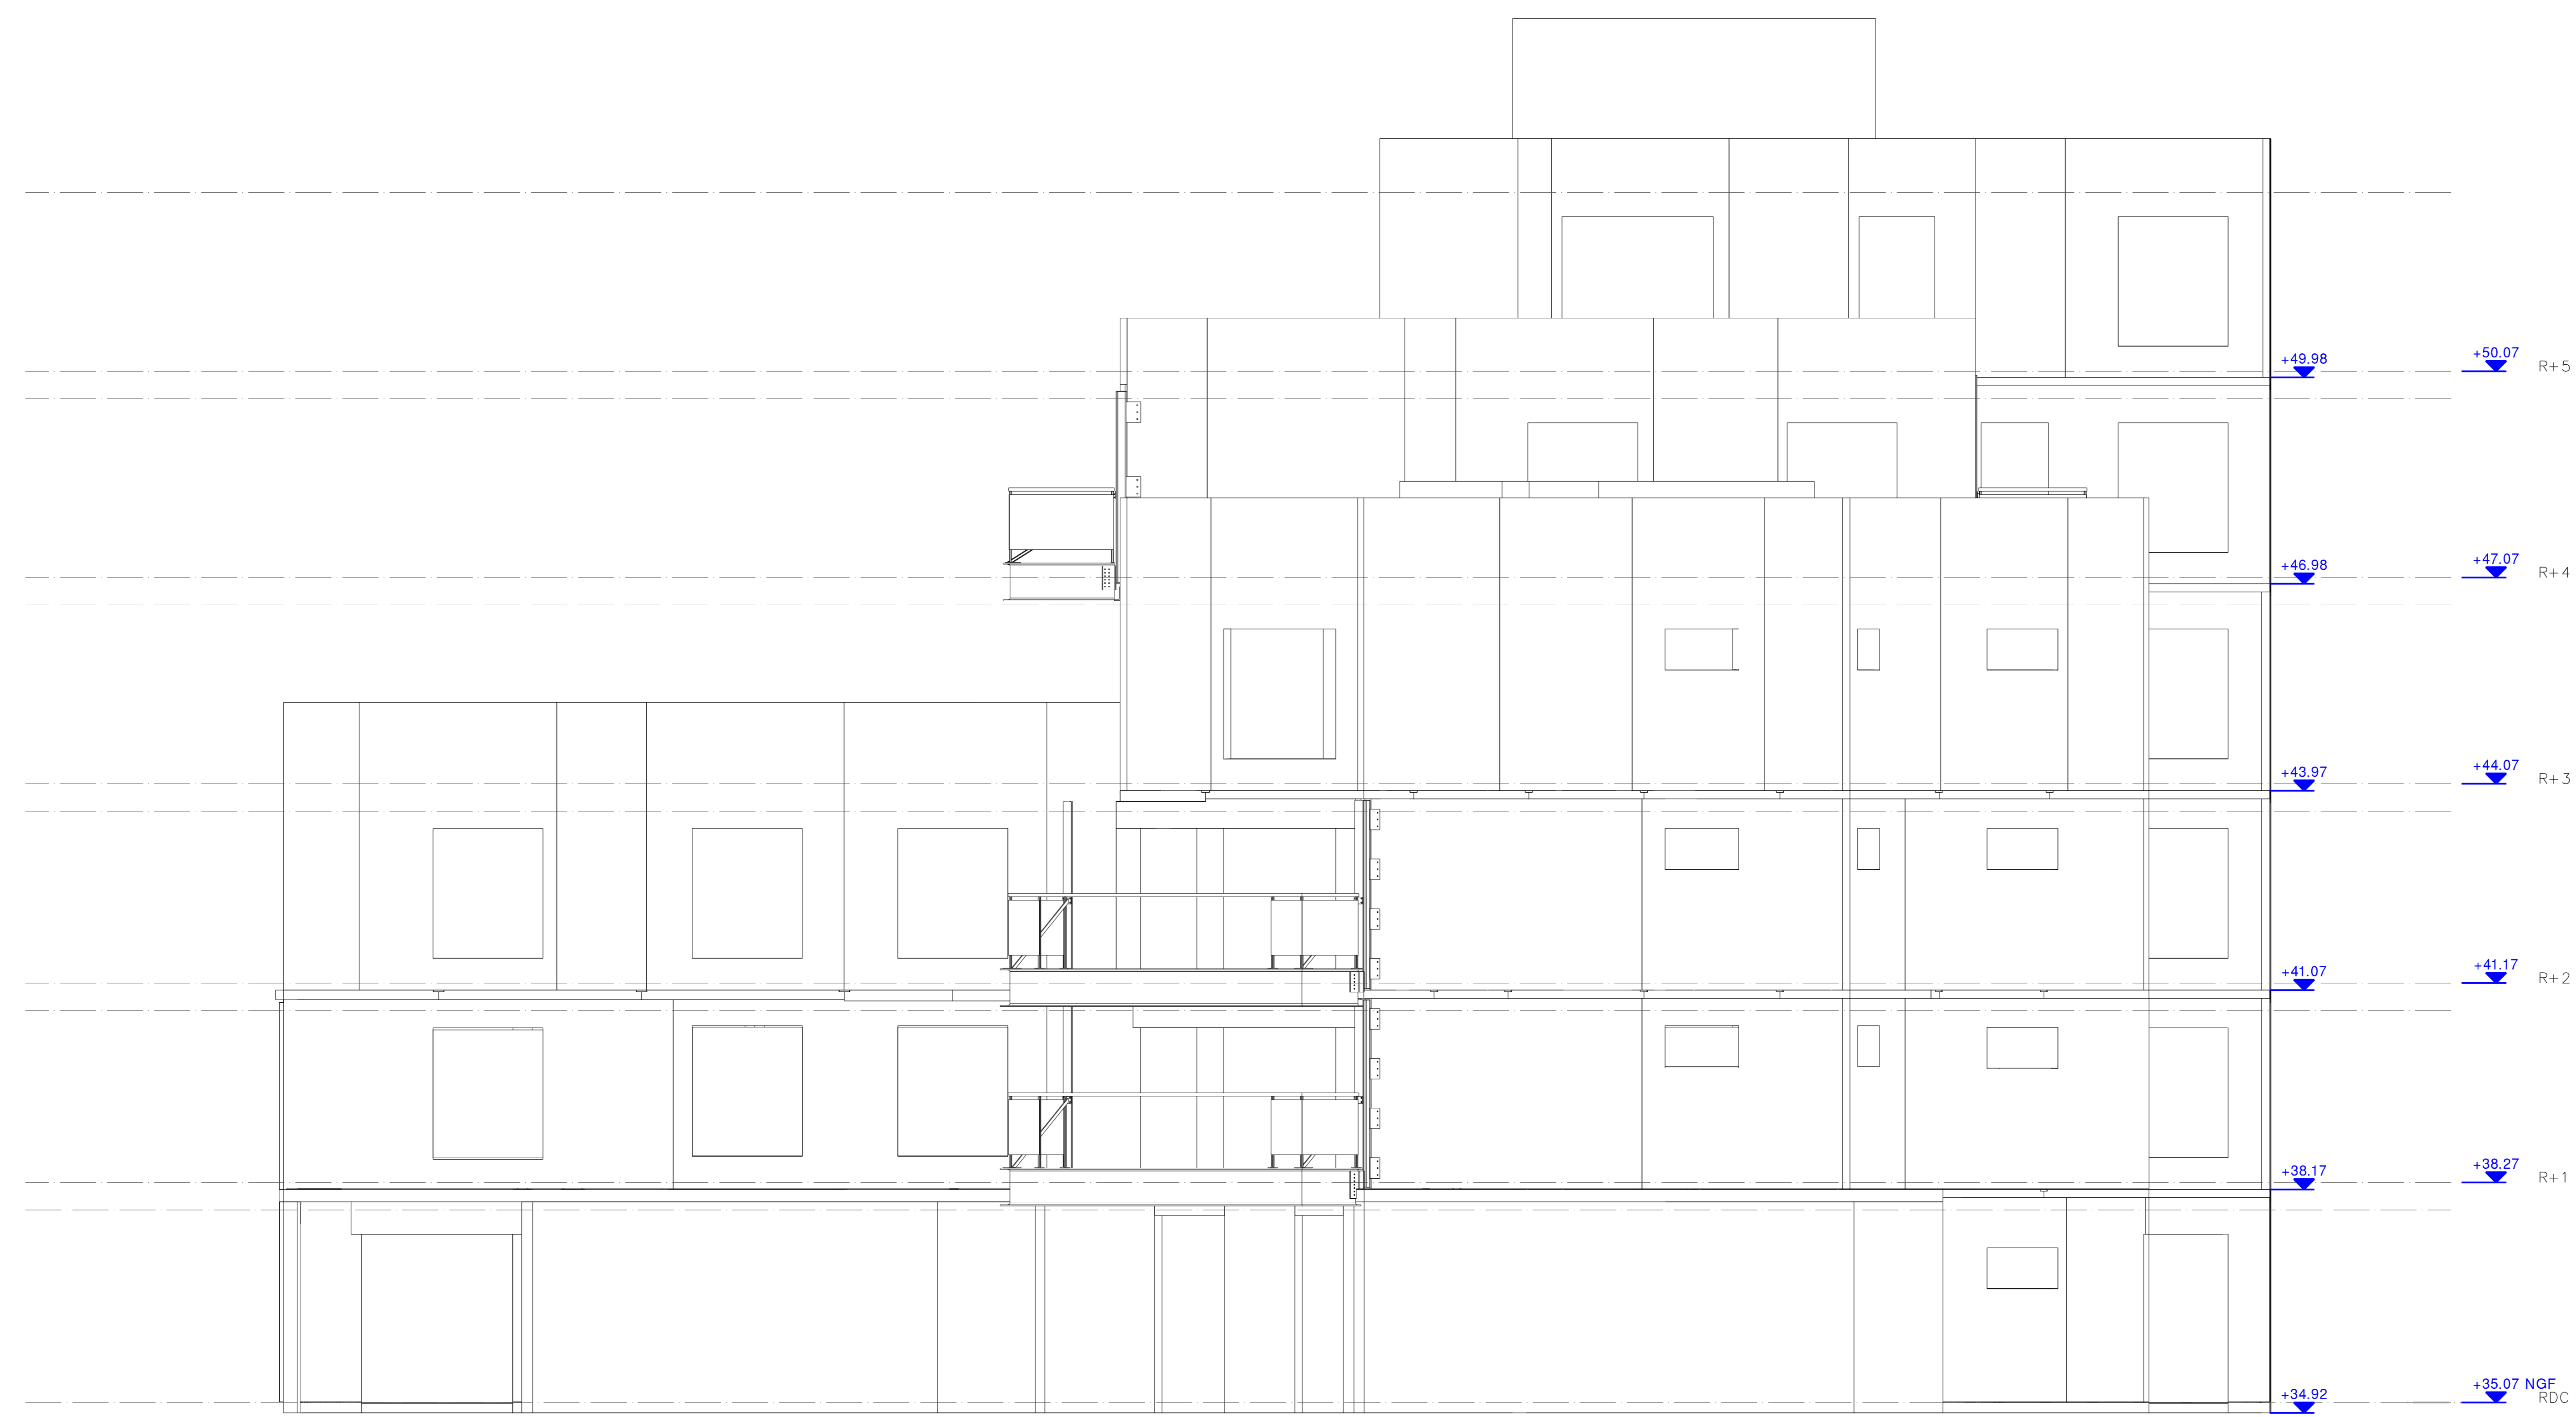 +50.07
+49.98 R+5
+47.07
+46.98 R+4
+44.07
+43.97 R+3
+41.17
+41.07 R+2
+38.27
+38.17 R+1
+35.07 NGF
+34.92 RDC